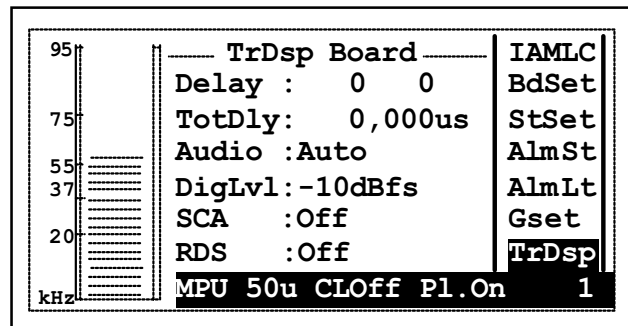 95
75
55
37
20
kHz
TrDsp Board
Delay : 0 0
TotDly: 0,000us
Audio :Auto
DigLvl:-10dBfs
SCA :Off
RDS :Off
MPU 50u CLOff Pl.On 1
IAMLC
BdSet
StSet
AlmSt
AlmLt
Gset
TrDsp